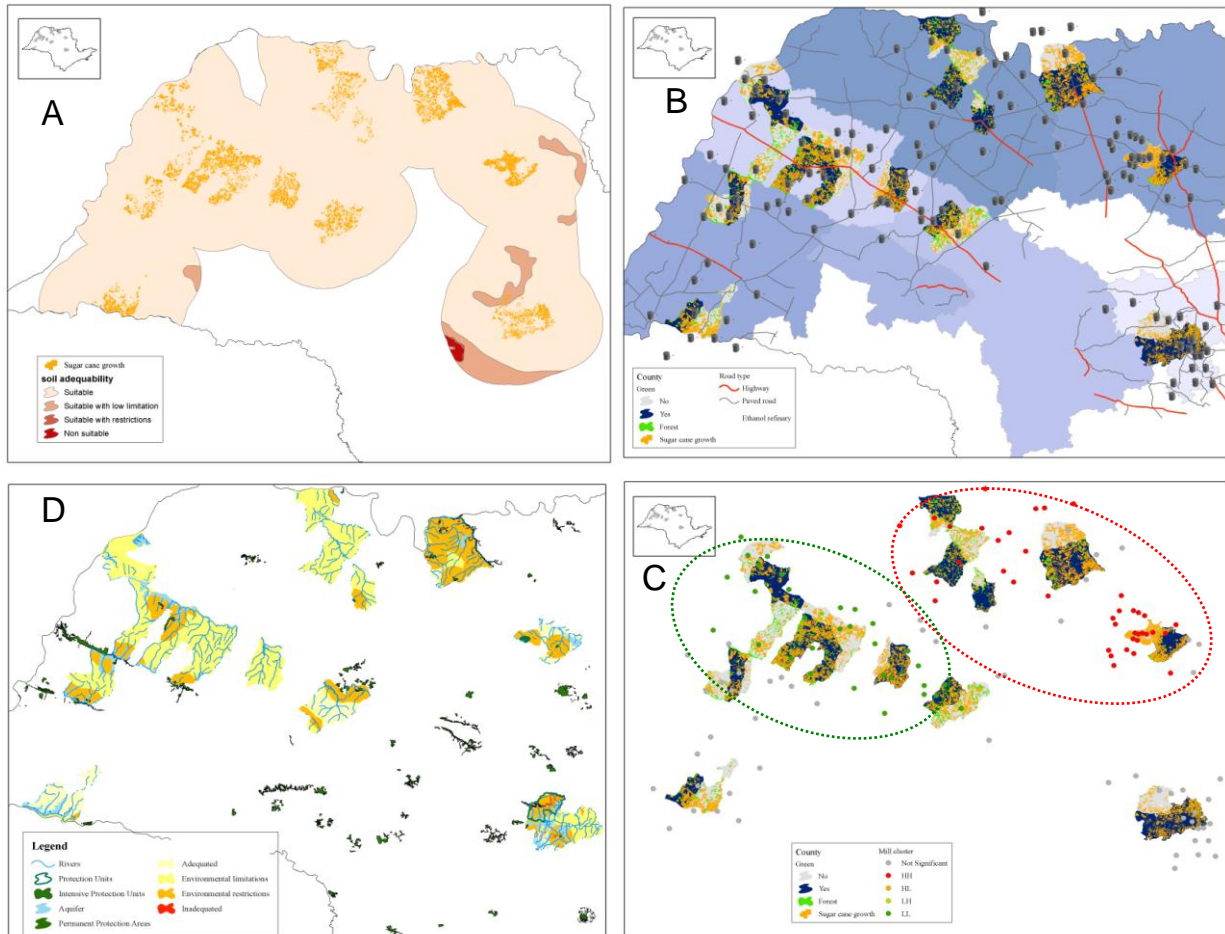 A
Sugar cane growth
soil adequability
Suitable
Suitable with low limitation
Suitable with restrictions
Non suitable
B
County
Green
No
Yes
Forest
Sugar cane growth
Road type
Highway
Paved road
Ethanol refinary
D
Legend
Rivers
Protection Units
Intensive Protection Units
Aquifer
Permanent Protection Areas
Adequated
Environmental limitations
Environmental restrictions
Inadequated
C
County
Green
No
Yes
Forest
Sugar cane growth
Mill cluster
Not Significant
HH
HL
LH
LL